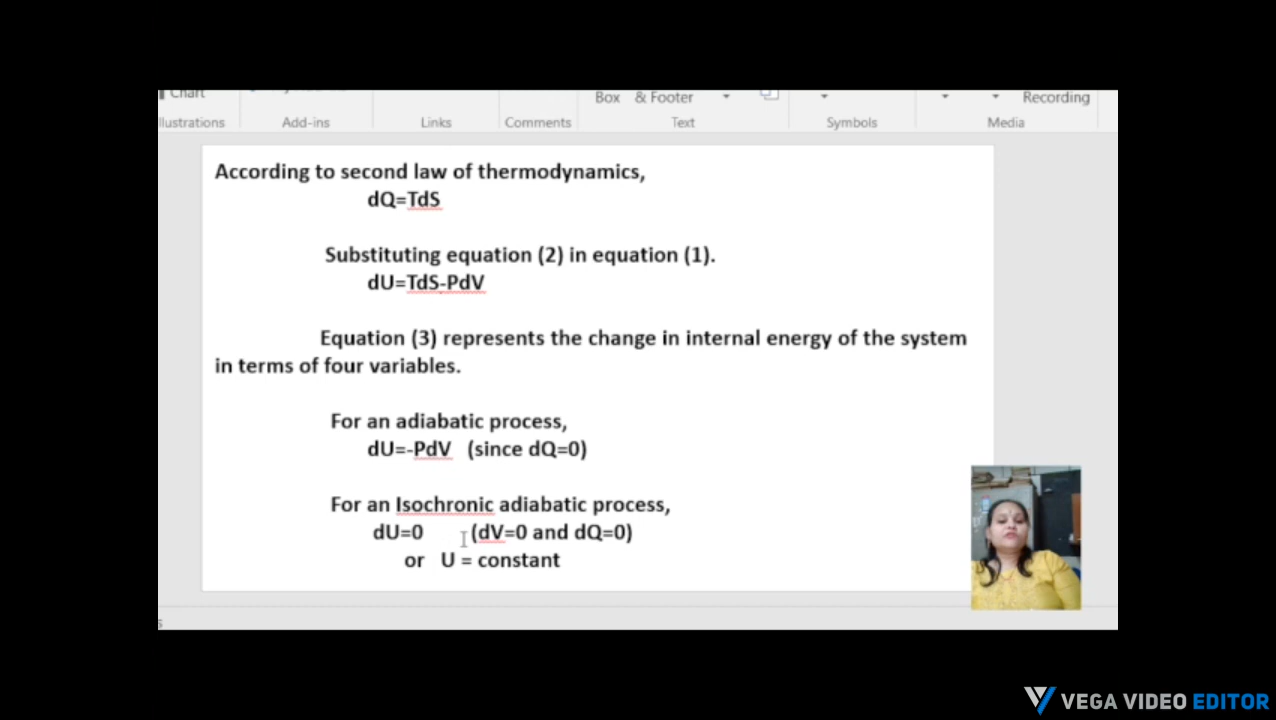 Chart
Box & Footer
Recording
llustrations Add-ins Links Comments Text Symbols Media
According to second law of thermodynamics,
dQ=TdS
Substituting equation (2) in equation (1).
dU=TdS-PdV
Equation (3) represents the change in internal energy of the system
in terms of four variables.
For an adiabatic process,
dU=-PdV (since dQ=0)
For an Isochronic adiabatic process,
dU=0 (dV=0 and dQ=0)
or U = constant
VEGA VIDEO EDITOR